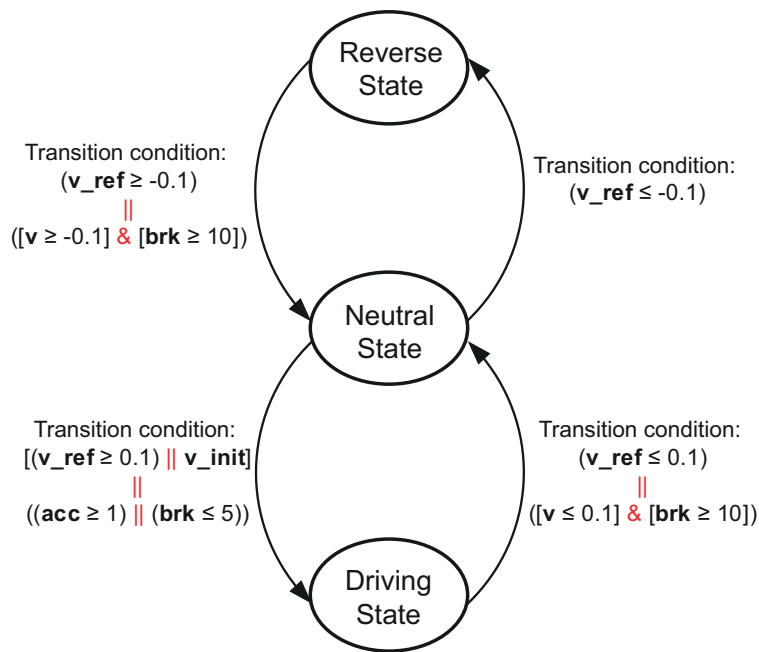 Reverse
State
Transition condition:
(v_ref ≥ -0.1)
||
([v ≥ -0.1] & [brk ≥ 10])
Transition condition:
(v_ref ≤ -0.1)
Neutral
State
Transition condition:
[(v_ref ≥ 0.1) || v_init]
||
((acc ≥ 1) || (brk ≤ 5))
Transition condition:
(v_ref ≤ 0.1)
||
([v ≤ 0.1] & [brk ≥ 10])
Driving
State